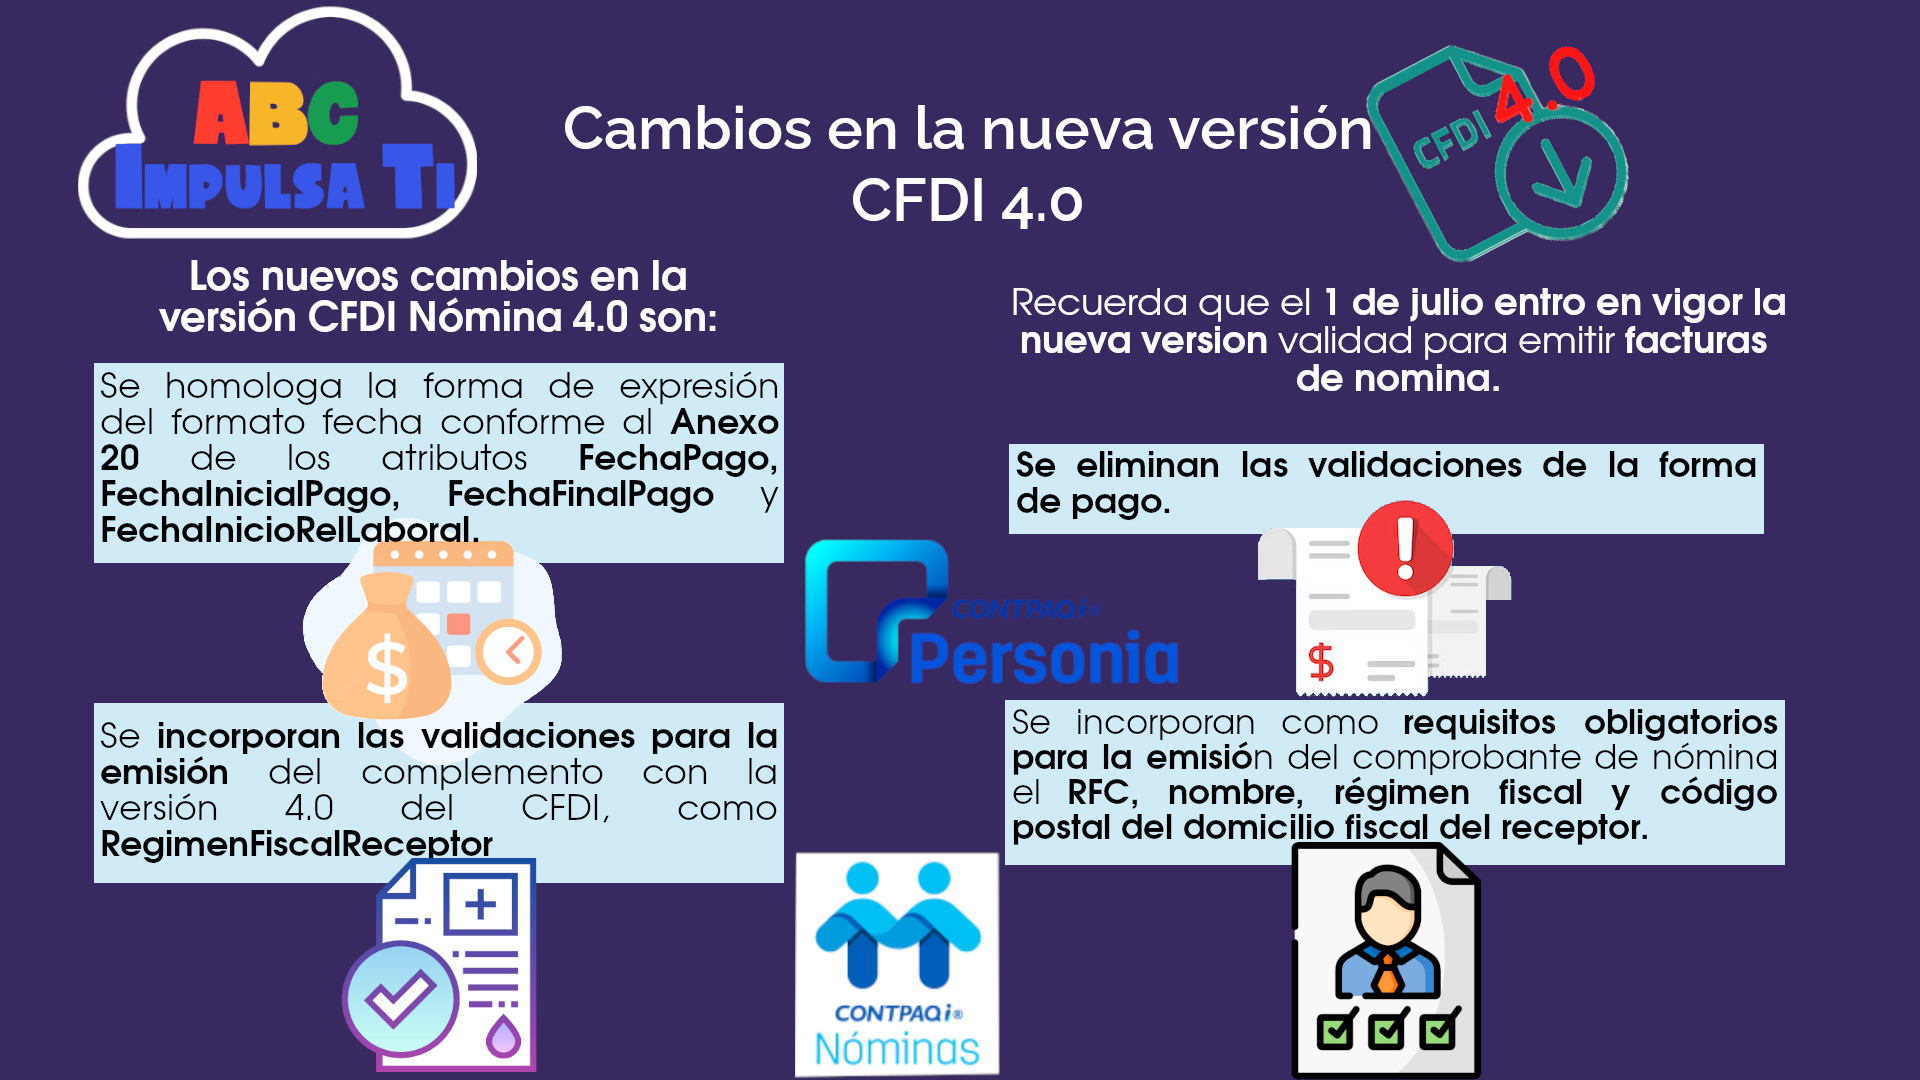 ABC
IMPULSA TI
Cambios en la nueva versión
CFDI 4.0
CFDI 4.0
Los nuevos cambios en la
versión CFDI Nómina 4.0 son:
Se homologa la forma de expresión
del formato fecha conforme al Anexo
20 de los atributos FechaPago,
FechaInicialPago, FechaFinalPago y
FechaInicioRelLaboral.
Se incorporan las validaciones para la
emisión del complemento con la
versión 4.0 del CFDI, como
RegimenFiscalReceptor
Recuerda que el 1 de julio entro en vigor la
nueva version validad para emitir facturas
de nomina.
Se eliminan las validaciones de la forma
de pago.
$
!
$
CONTPAQi®
Personia
Se incorporan como requisitos obligatorios
para la emisión del comprobante de nómina
el RFC, nombre, régimen fiscal y código
postal del domicilio fiscal del receptor.
CONTPAQi®
Nóminas